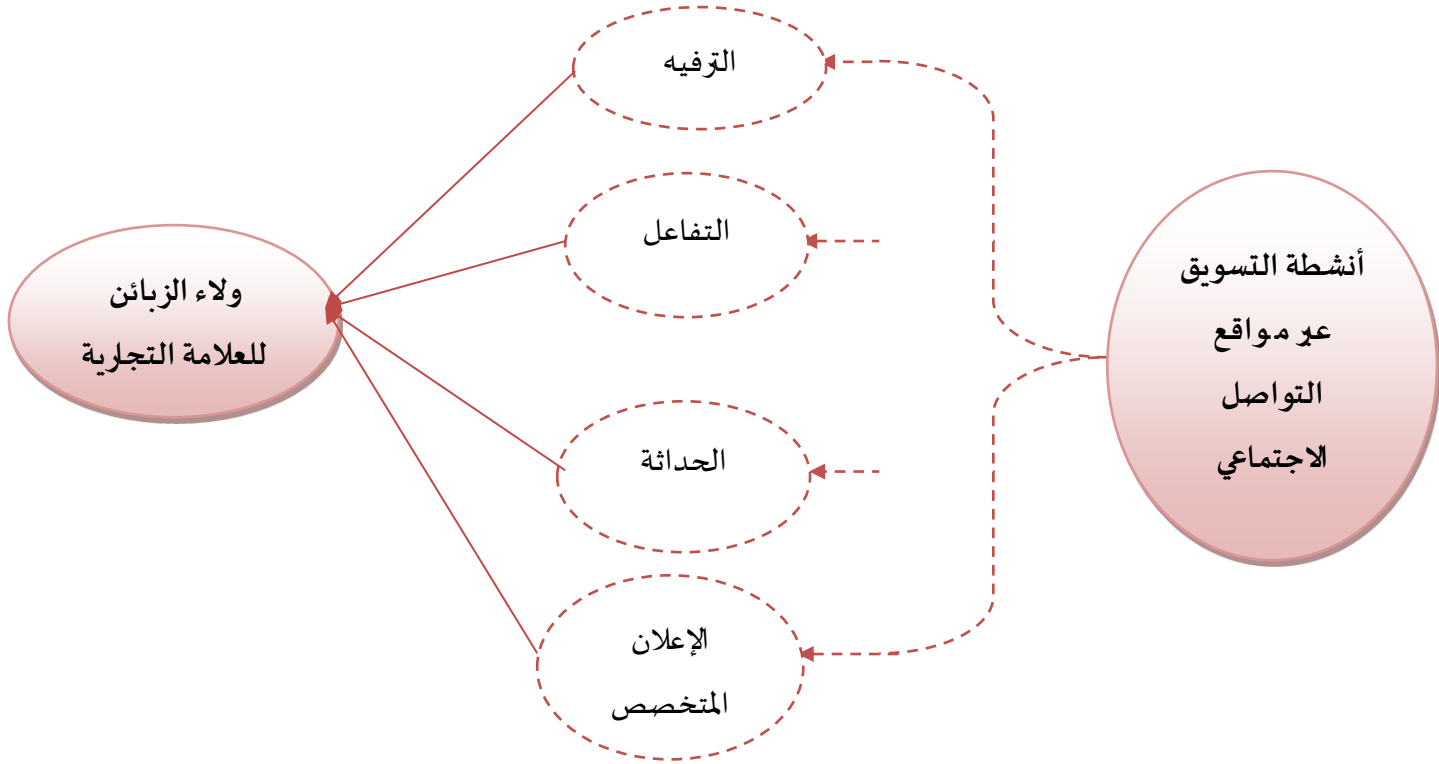 أنشطة التسويق
عبر مواقع
التواصل
الاجتماعي
الترفيه
التفاعل
الحداثة
الإعلان
المتخصص
ولاء الزبائن
للعلامة التجارية